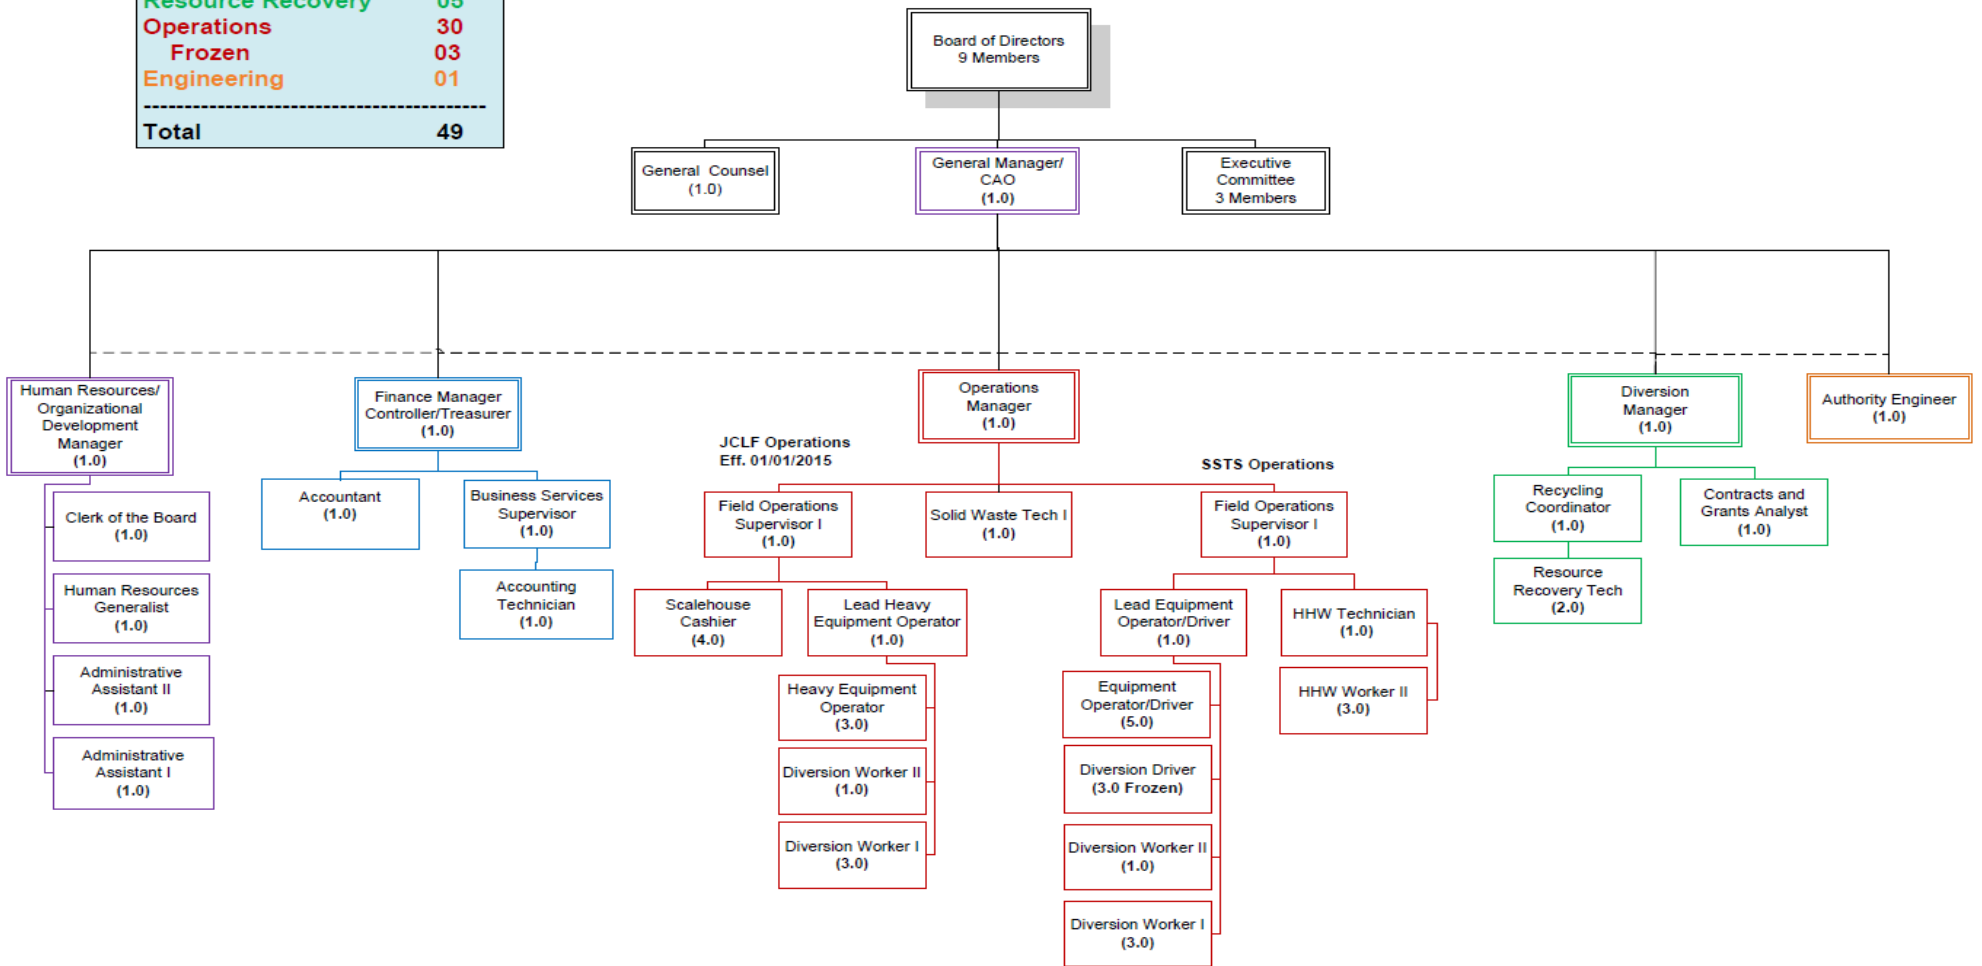 Resource Recovery 05
Operations 30
Frozen 03
Engineering 01
------------------------------------------
Total 49
Board of Directors
9 Members
General Counsel
(1.0)
General Manager/
CAO
(1.0)
Executive
Committee
3 Members
Human Resources/
Organizational
Development
Manager
(1.0)
Clerk of the Board
(1.0)
Human Resources
Generalist
(1.0)
Administrative
Assistant II
(1.0)
Administrative
Assistant I
(1.0)
Finance Manager
Controller/Treasurer
(1.0)
Accountant
(1.0)
Business Services
Supervisor
(1.0)
Accounting
Technician
(1.0)
Operations
Manager
(1.0)
JCLF Operations
Eff. 01/01/2015
SSTS Operations
Field Operations
Supervisor I
(1.0)
Solid Waste Tech I
(1.0)
Field Operations
Supervisor I
(1.0)
Scalehouse
Cashier
(4.0)
Lead Heavy
Equipment Operator
(1.0)
Heavy Equipment
Operator
(3.0)
Diversion Worker II
(1.0)
Diversion Worker I
(3.0)
Lead Equipment
Operator/Driver
(1.0)
Equipment
Operator/Driver
(5.0)
Diversion Driver
(3.0 Frozen)
Diversion Worker II
(1.0)
Diversion Worker I
(3.0)
HHW Technician
(1.0)
HHW Worker II
(3.0)
Diversion
Manager
(1.0)
Recycling
Coordinator
(1.0)
Resource
Recovery Tech
(2.0)
Contracts and
Grants Analyst
(1.0)
Authority Engineer
(1.0)